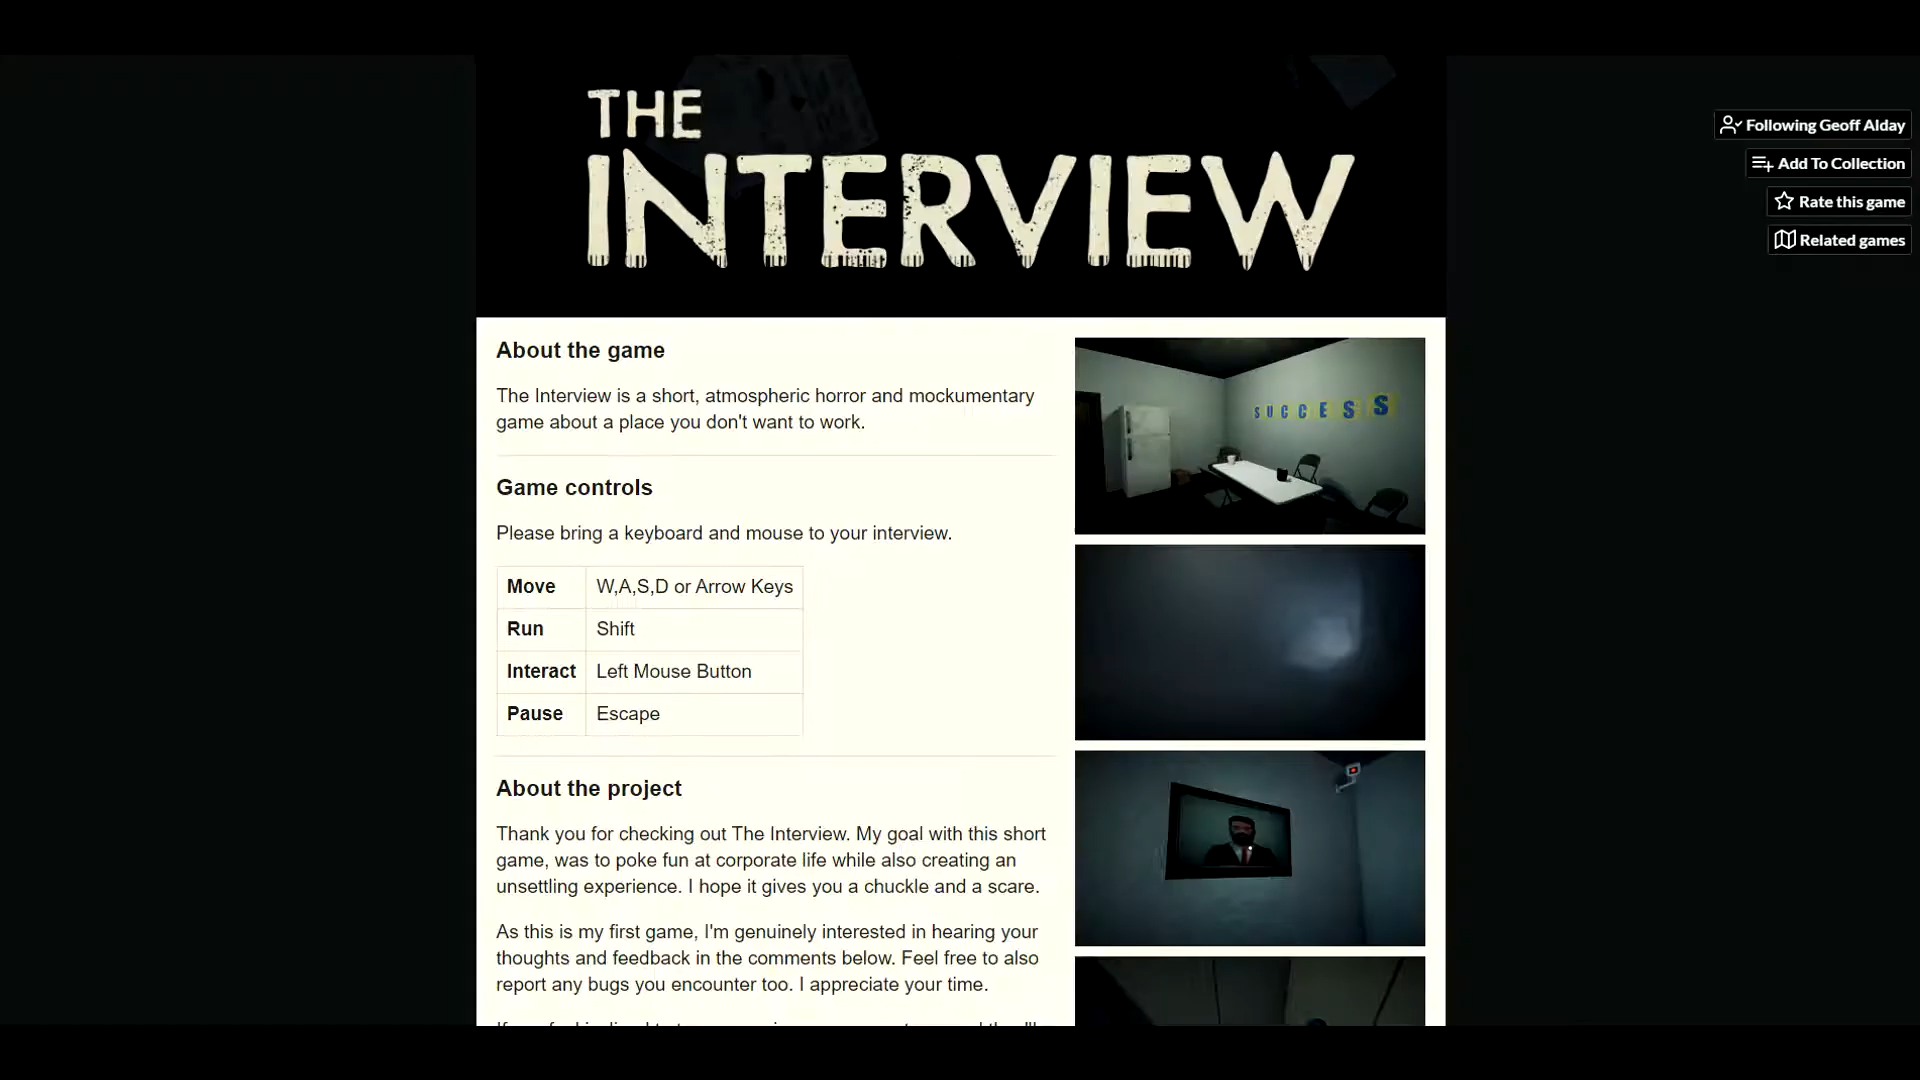 THE
INTERVIEW
Following Geoff Alday
Add To Collection
Rate this game
Related games
About the game
The Interview is a short, atmospheric horror and mockumentary
game about a place you don't want to work.
Game controls
Please bring a keyboard and mouse to your interview.
Move W,A,S,D or Arrow Keys
Run Shift
Interact Left Mouse Button
Pause Escape
About the project
Thank you for checking out The Interview. My goal with this short
game, was to poke fun at corporate life while also creating an
unsettling experience. I hope it gives you a chuckle and a scare.
As this is my first game, I'm genuinely interested in hearing your
thoughts and feedback in the comments below. Feel free to also
report any bugs you encounter too. I appreciate your time.
SUCCESS